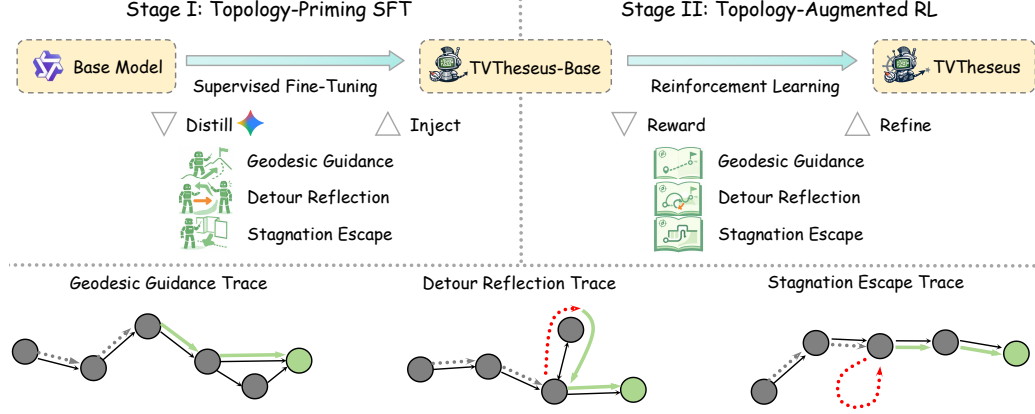 Stage I: Topology-Priming SFT
Stage II: Topology-Augmented RL
Base Model
Supervised Fine-Tuning
TVTheseus-Base
Reinforcement Learning
TVTheseus
Distill
Inject
Reward
Refine
Geodesic Guidance
Detour Reflection
Stagnation Escape
Geodesic Guidance
Detour Reflection
Stagnation Escape
Geodesic Guidance Trace
Detour Reflection Trace
Stagnation Escape Trace